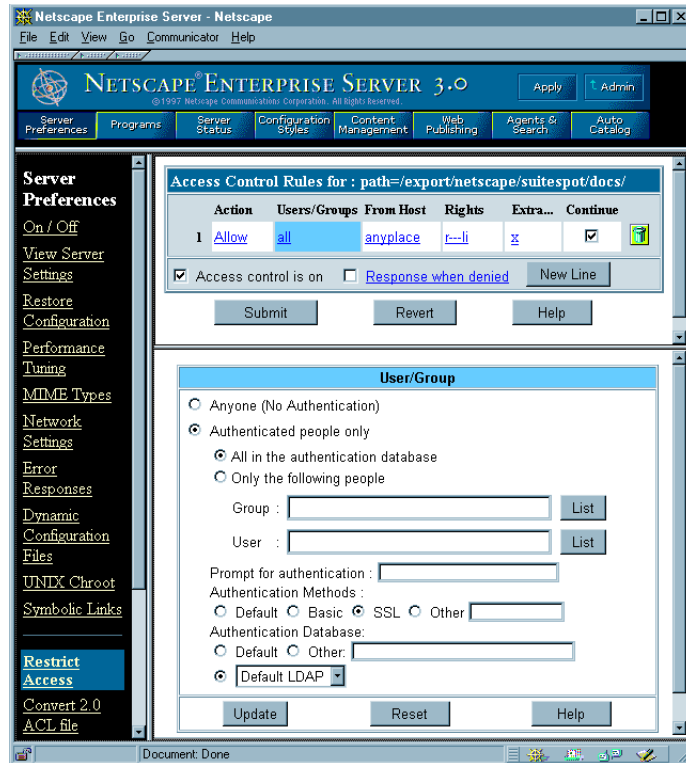 Netscape Enterprise Server - Netscape
File Edit View Go Communicator Help
NETSCAPE® ENTERPRISE SERVER 3.0
©1997 Netscape Communications Corporation. All Rights Reserved.
Apply
Admin
Server Preferences
Programs
Server Status
Configuration Styles
Content Management
Web Publishing
Agents & Search
Auto Catalog
Server
Preferences
On / Off
View Server
Settings
Restore
Configuration
Performance
Tuning
MIME Types
Network
Settings
Error
Responses
Dynamic
Configuration
Files
UNIX Chroot
Symbolic Links
Restrict
Access
Convert 2.0
ACL file
Access Control Rules for : path=/export/netscape/suitespot/docs/
Action Users/Groups From Host Rights Extra... Continue
1 Allow all anyplace r---li x
Access control is on Response when denied New Line
Submit Revert Help
User/Group
Anyone (No Authentication)
Authenticated people only
All in the authentication database
Only the following people
Group : List
User : List
Prompt for authentication :
Authentication Methods :
Default Basic SSL Other
Authentication Database:
Default Other:
Default LDAP
Update Reset Help
Document: Done